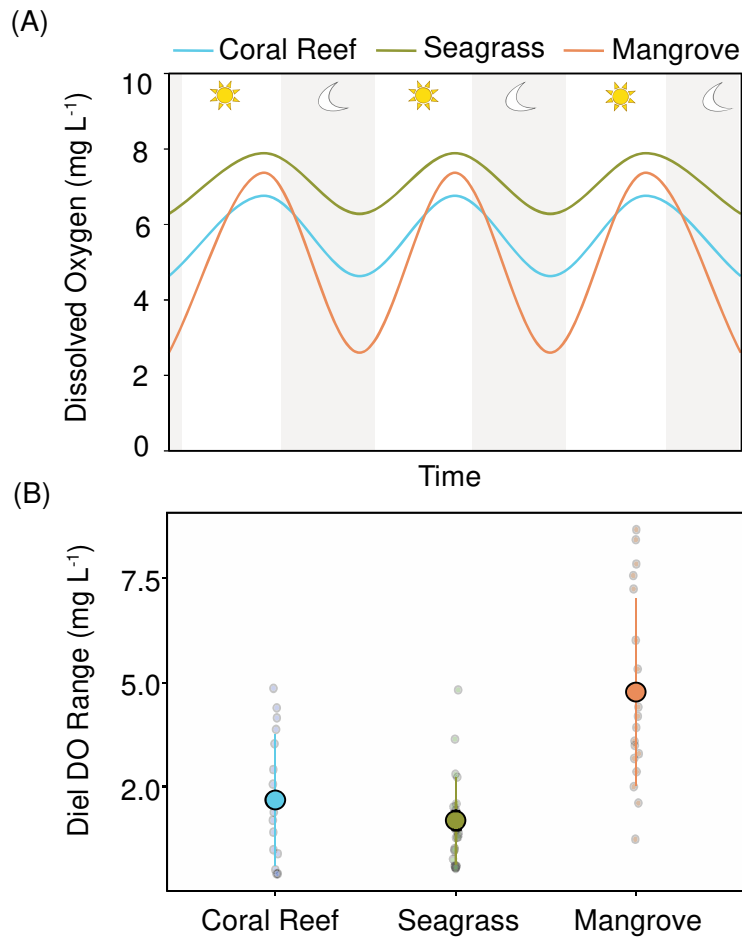 (A)
Coral Reef Seagrass Mangrove
Dissolved Oxygen (mg L⁻¹)
10
8
6
4
2
0
Time
(B)
Diel DO Range (mg L⁻¹)
7.5
5.0
2.0
Coral Reef Seagrass Mangrove